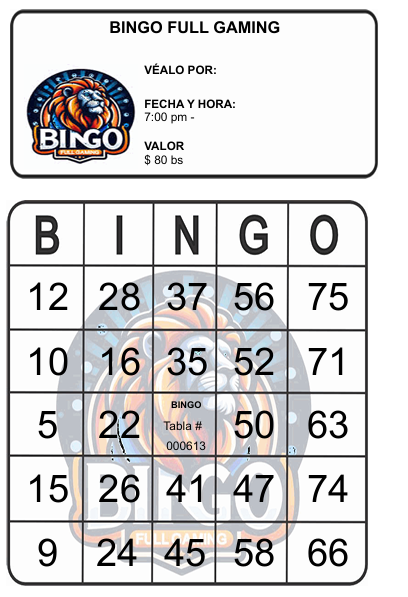 BINGO FULL GAMING
VÉALO POR:
FECHA Y HORA:
7:00 pm -
VALOR
$ 80 bs
BINGO
FULL GAMING
B I N G O
12 28 37 56 75
10 16 35 52 71
BINGO
5 22 Tabla # 50 63
000613
15 26 41 47 74
BINGO
9 24 45 58 66
FULL GAMING